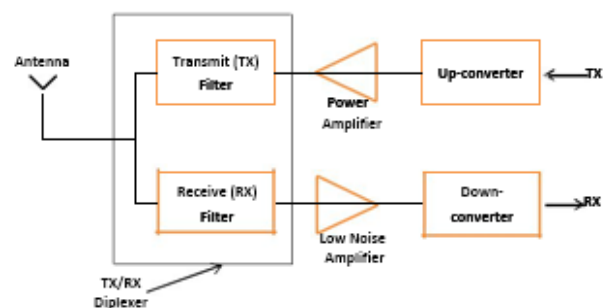 Antenna
Transmit (TX)
Filter
Power
Amplifier
Up-converter
TX
Receive (RX)
Filter
Low Noise
Amplifier
Down-
converter
RX
TX/RX
Diplexer